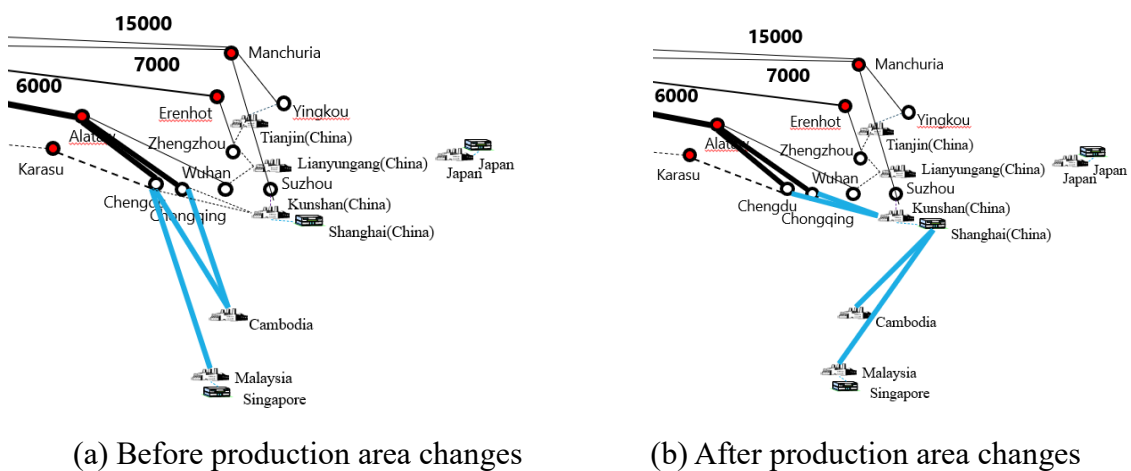 15000
Manchuria
7000
6000
Erenhot
Yingkou
Alatav
Tianjin(China)
Zhengzhou
Karasu
Wuhan
Lianyungang(China)
Japan
Japan
Suzhou
Chengdu
Chongqing
Kunshan(China)
Shanghai(China)
Cambodia
Malaysia
Singapore
(a) Before production area changes
15000
Manchuria
7000
6000
Erenhot
Yingkou
Alatav
Tianjin(China)
Zhengzhou
Karasu
Wuhan
Lianyungang(China)
Japan
Japan
Suzhou
Chengdu
Chongqing
Kunshan(China)
Shanghai(China)
Cambodia
Malaysia
Singapore
(b) After production area changes